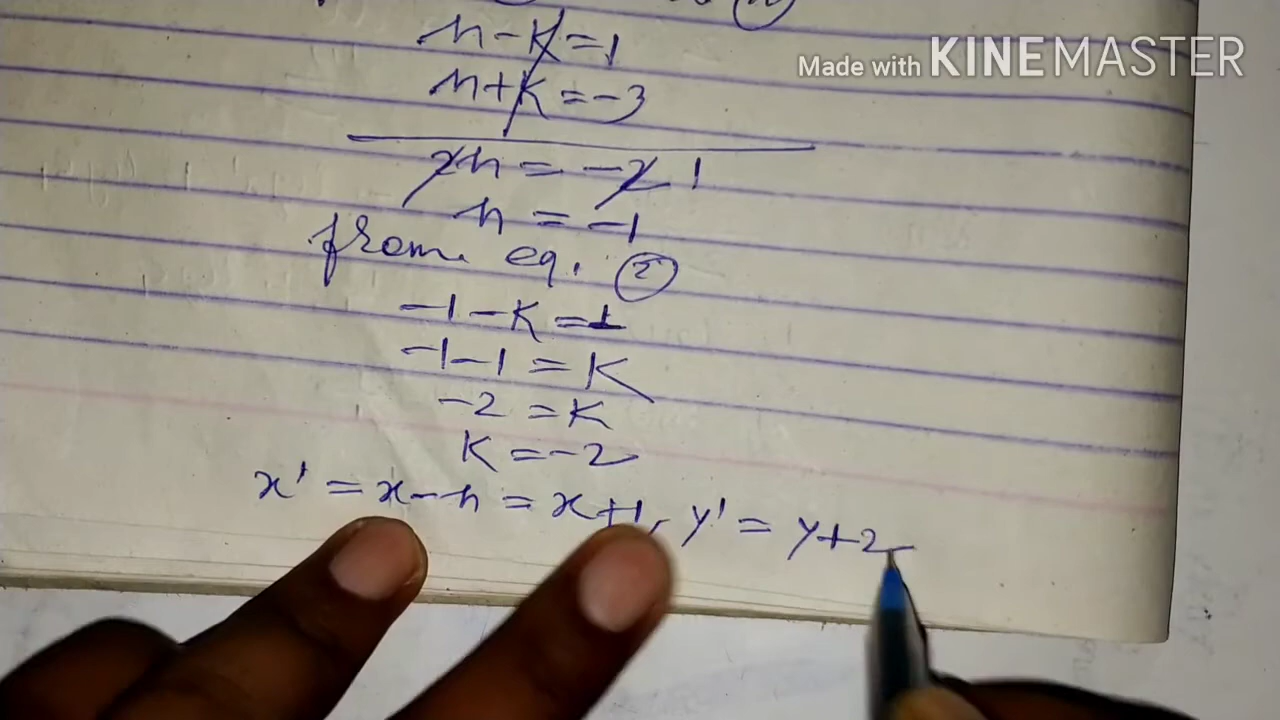 h-K=1
Made with KINEMASTER
h+K=-3
2h = -2 1
h = -1
from eq. ②
-1-K=1
-1-1=K
-2=K
K=-2
x' = x-h = x+1, y' = y+2